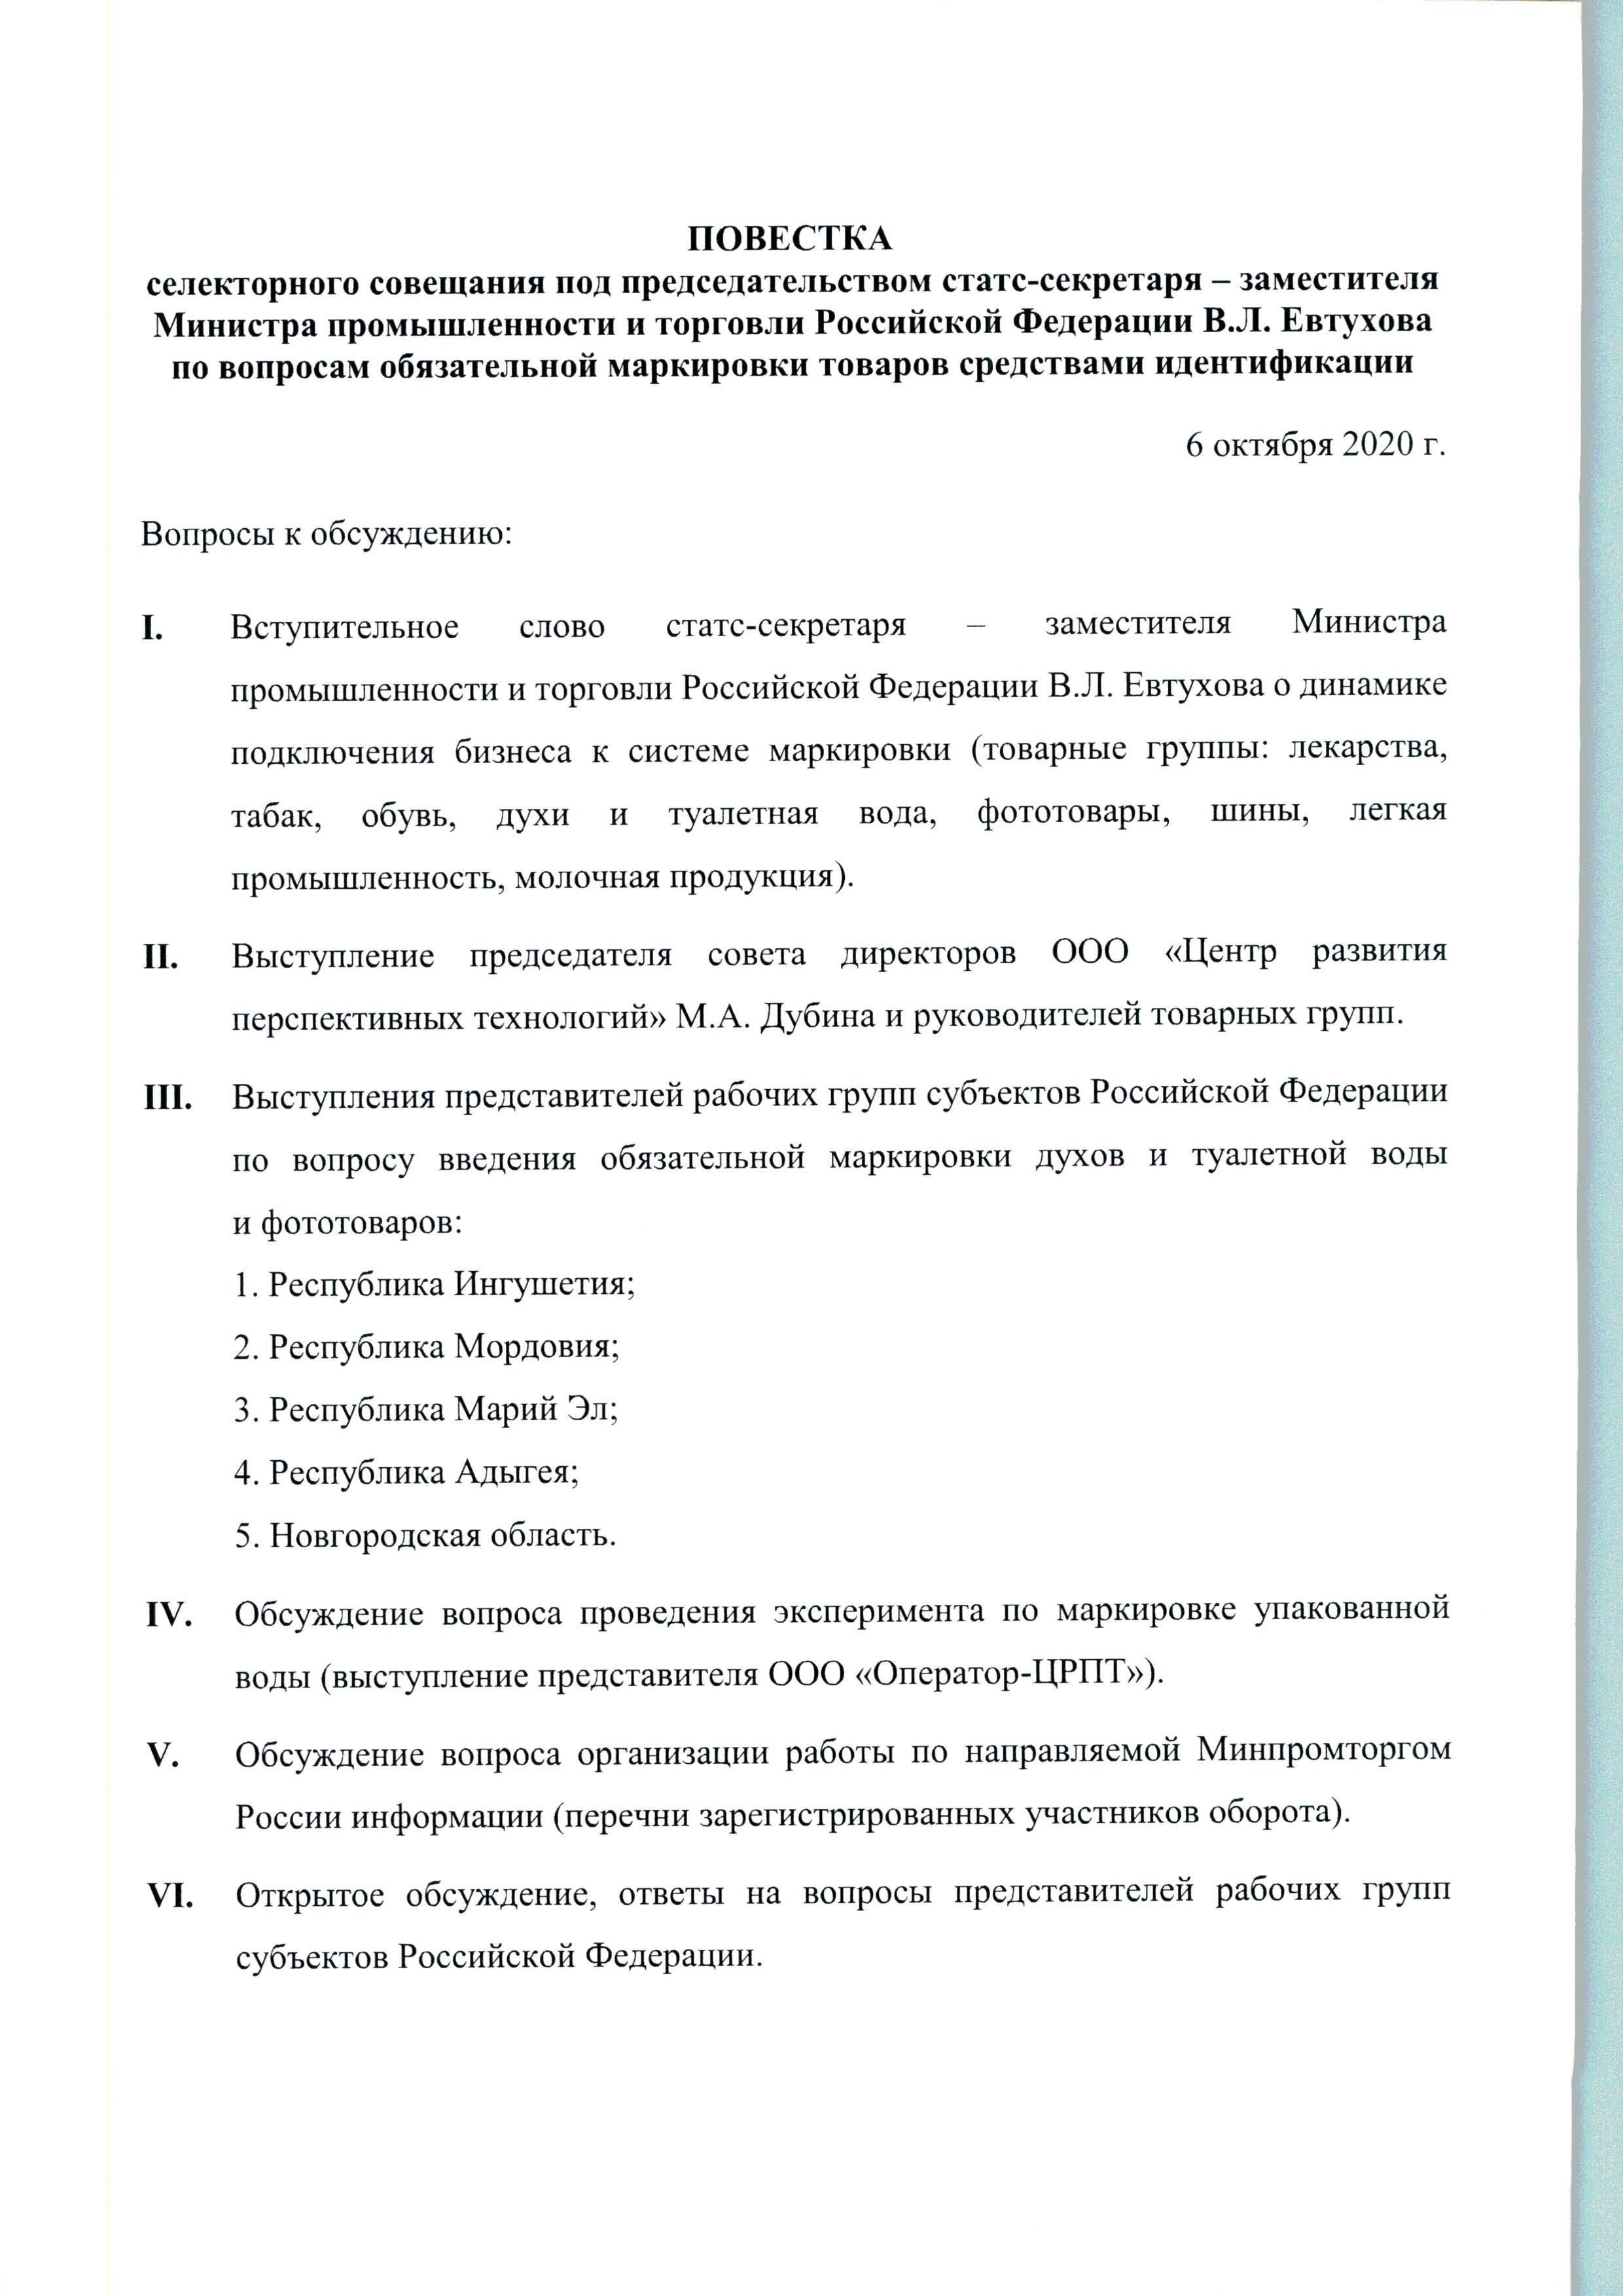 ПОВЕСТКА
селекторного совещания под председательством статс-секретаря – заместителя
Министра промышленности и торговли Российской Федерации В.Л. Евтухова
по вопросам обязательной маркировки товаров средствами идентификации
6 октября 2020 г.
Вопросы к обсуждению:
I. Вступительное слово статс-секретаря – заместителя Министра
промышленности и торговли Российской Федерации В.Л. Евтухова о динамике
подключения бизнеса к системе маркировки (товарные группы: лекарства,
табак, обувь, духи и туалетная вода, фототовары, шины, легкая
промышленность, молочная продукция).
II. Выступление председателя совета директоров ООО «Центр развития
перспективных технологий» М.А. Дубина и руководителей товарных групп.
III. Выступления представителей рабочих групп субъектов Российской Федерации
по вопросу введения обязательной маркировки духов и туалетной воды
и фототоваров:
1. Республика Ингушетия;
2. Республика Мордовия;
3. Республика Марий Эл;
4. Республика Адыгея;
5. Новгородская область.
IV. Обсуждение вопроса проведения эксперимента по маркировке упакованной
воды (выступление представителя ООО «Оператор-ЦРПТ»).
V. Обсуждение вопроса организации работы по направляемой Минпромторгом
России информации (перечни зарегистрированных участников оборота).
VI. Открытое обсуждение, ответы на вопросы представителей рабочих групп
субъектов Российской Федерации.